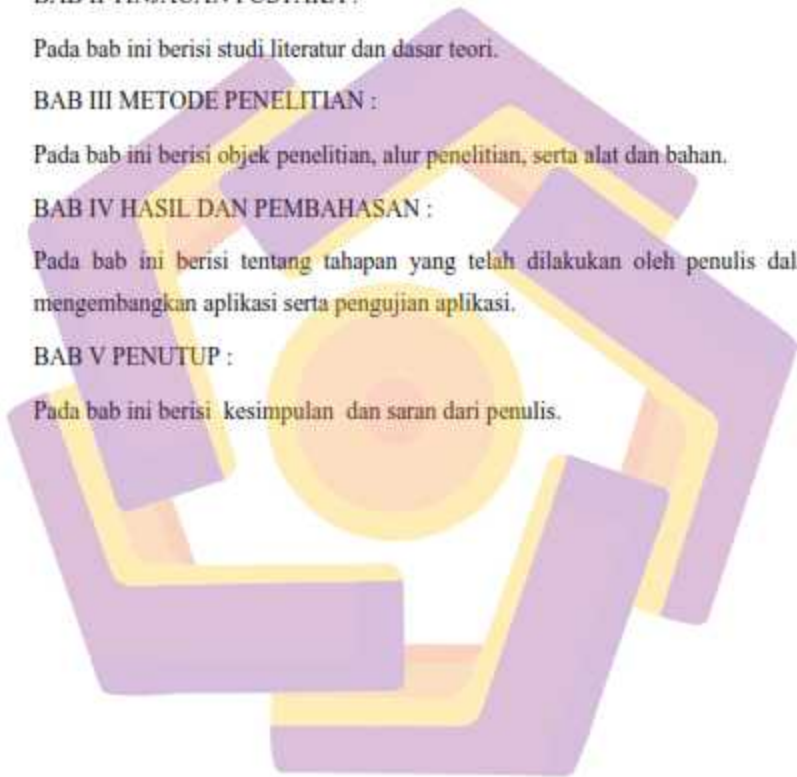 Pada bab ini berisi studi literatur dan dasar teori.
BAB III METODE PENELITIAN :
Pada bab ini berisi objek penelitian, alur penelitian, serta alat dan bahan.
BAB IV HASIL DAN PEMBAHASAN :
Pada bab ini berisi tentang tahapan yang telah dilakukan oleh penulis dal
mengembangkan aplikasi serta pengujian aplikasi.
BAB V PENUTUP :
Pada bab ini berisi kesimpulan dan saran dari penulis.